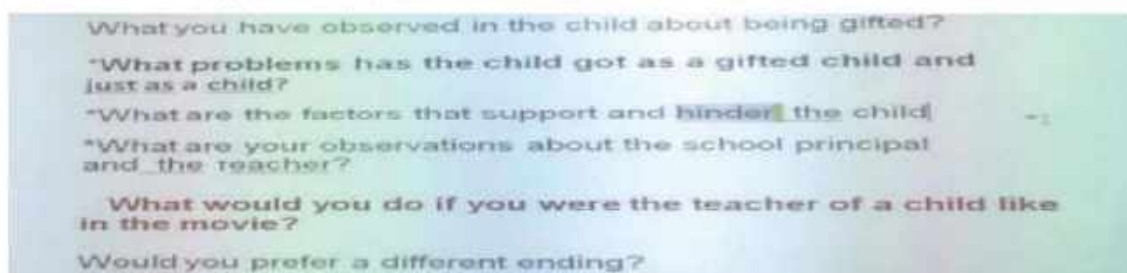 What you have observed in the child about being gifted?
*What problems has the child got as a gifted child and
just as a child?
*What are the factors that support and hinder the child
*What are your observations about the school principal
and the Teacher?
What would you do if you were the teacher of a child like
in the movie?
Would you prefer a different ending?